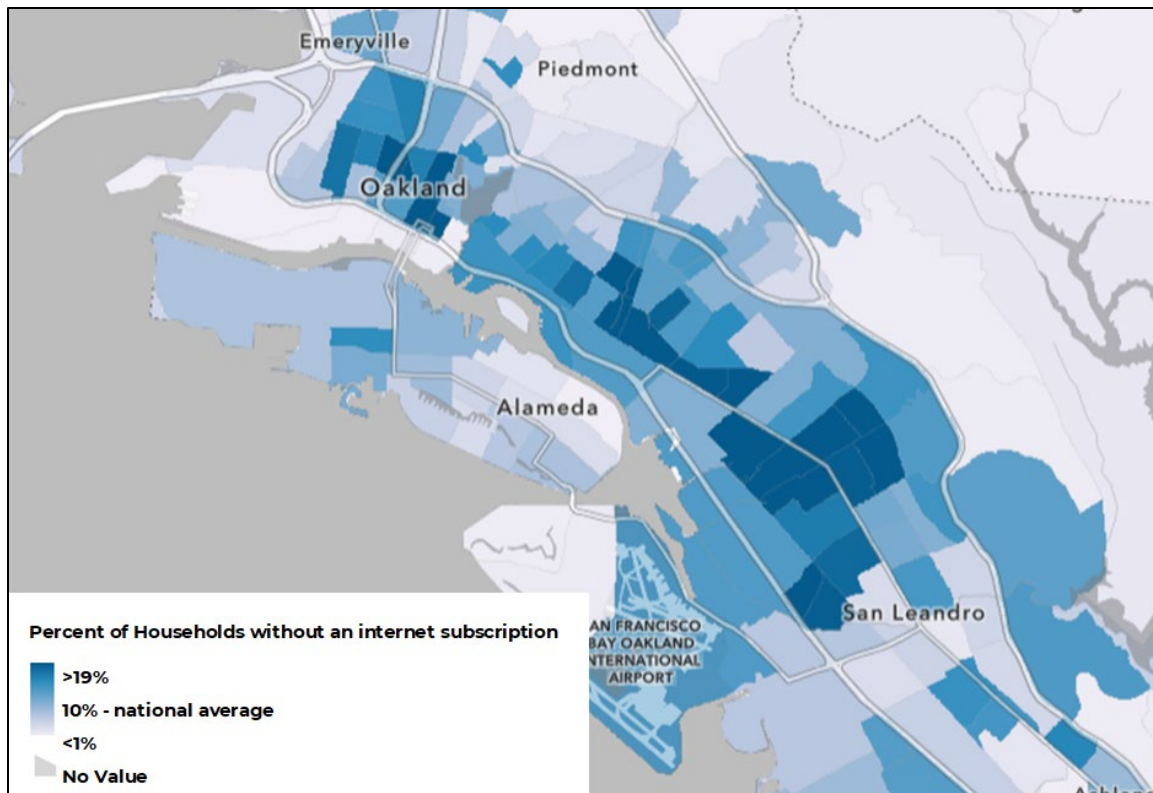 Emeryville
Piedmont
Oakland
Alameda
San Leandro
AN FRANCISCO
BAY OAKLAND
INTERNATIONAL
AIRPORT
Percent of Households without an internet subscription
>19%
10% - national average
<1%
No Value